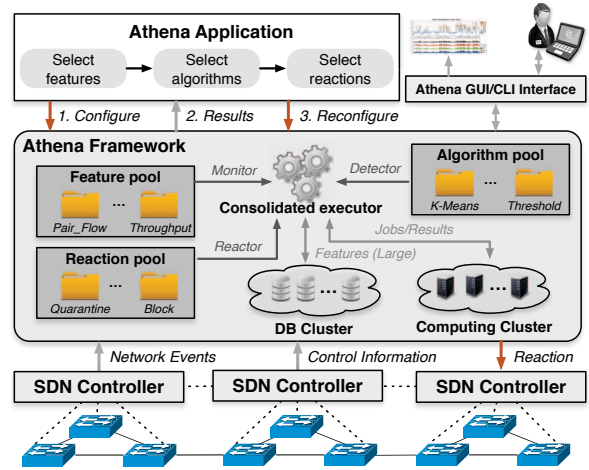 Athena Application
Select
features
Select
algorithms
Select
reactions
Athena GUI/CLI Interface
1. Configure
2. Results
3. Reconfigure
Athena Framework
Feature pool
...
Pair_Flow
Throughput
Monitor
Detector
Consolidated executor
Algorithm pool
...
K-Means
Threshold
Reaction pool
...
Quarantine
Block
Reactor
Jobs/Results
Features (Large)
...
DB Cluster
...
Computing Cluster
Network Events
Control Information
Reaction
SDN Controller
SDN Controller
SDN Controller